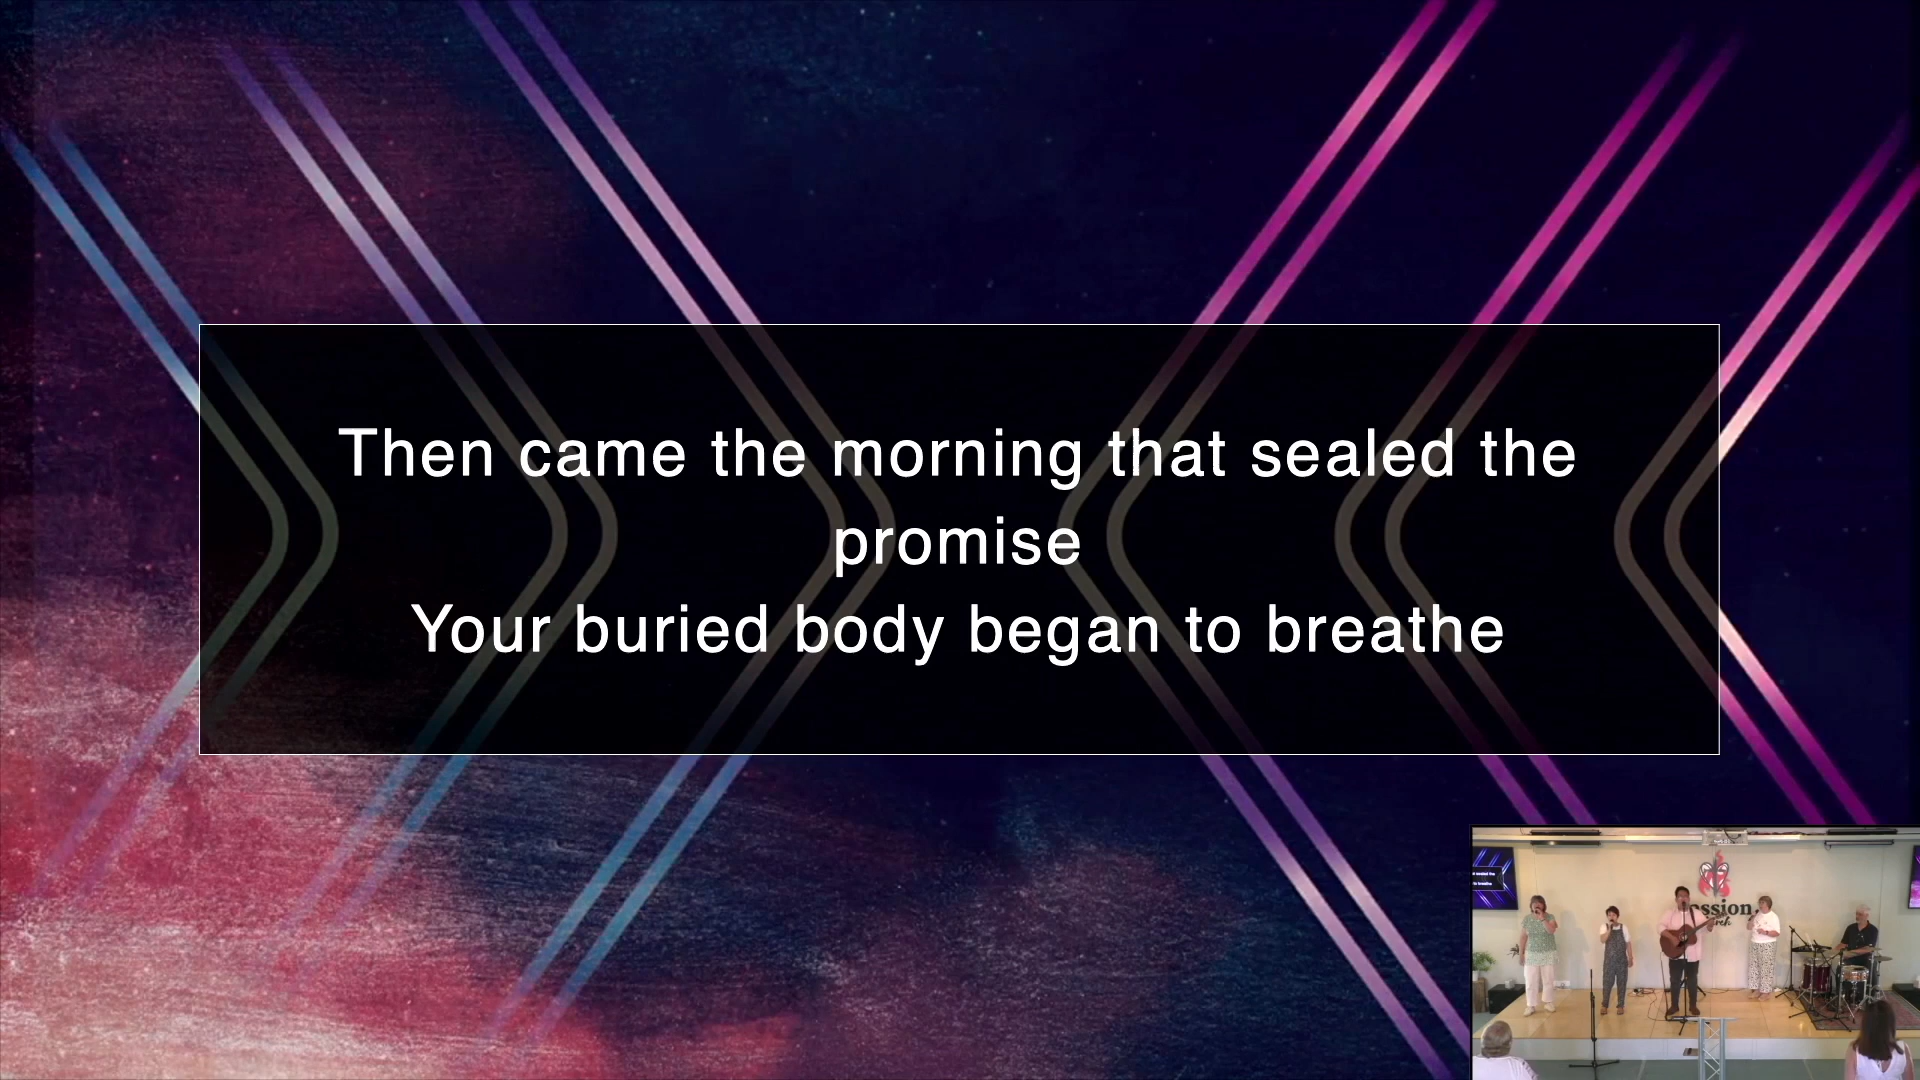 Then came the morning that sealed the
promise
Your buried body began to breathe